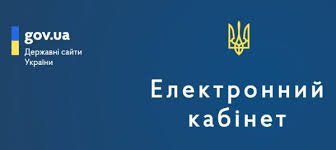 gov.ua
Державні сайти
України
Електронний
кабінет